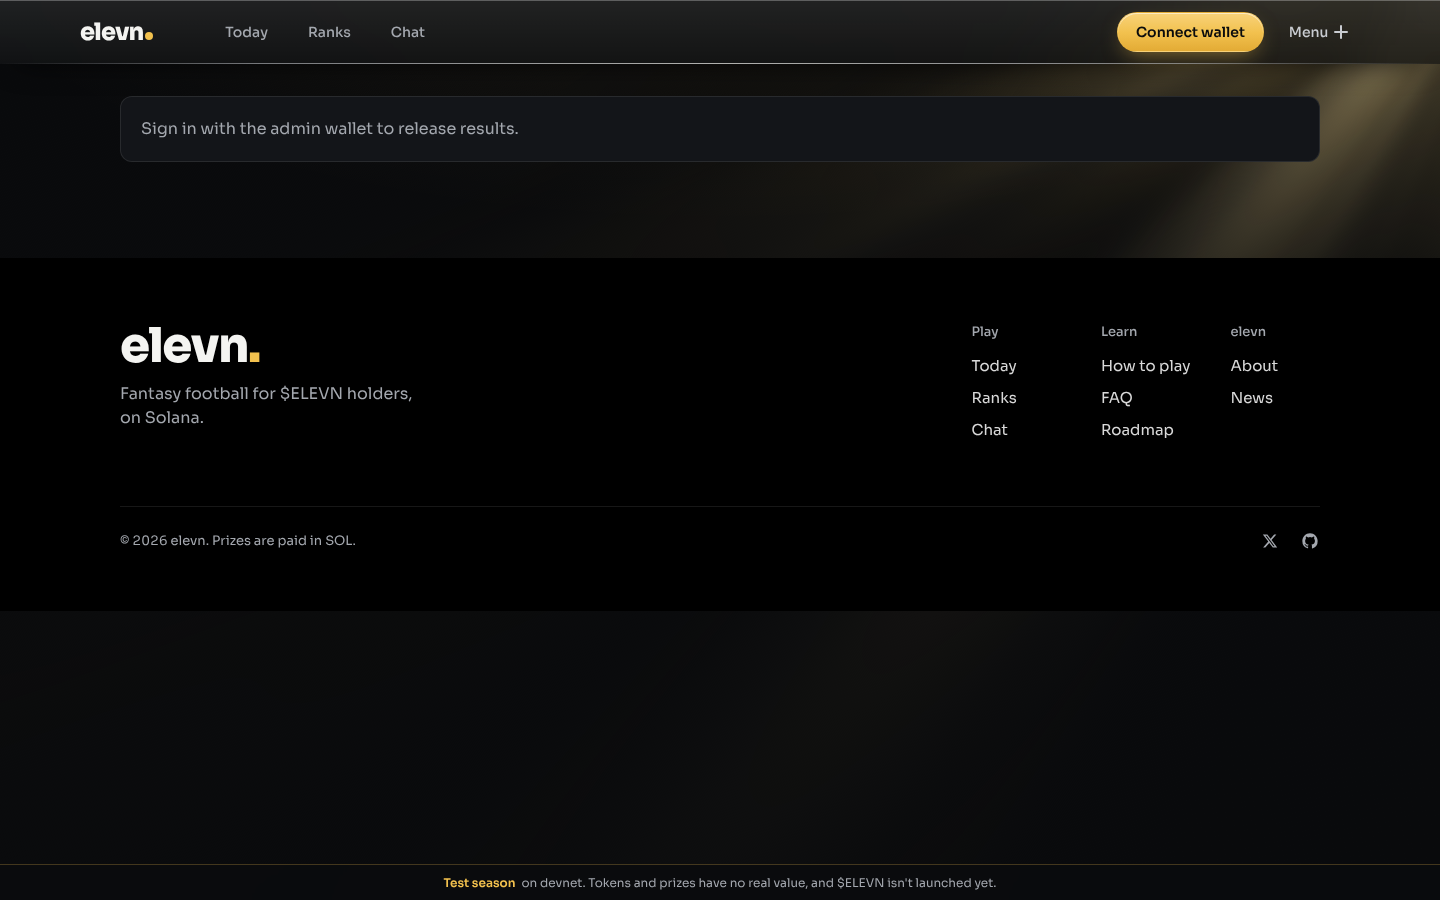 elevn.
Today
Ranks
Chat
Connect wallet
Menu
Sign in with the admin wallet to release results.
elevn.
Fantasy football for $ELEVN holders,
on Solana.
Play
Today
Ranks
Chat
Learn
How to play
FAQ
Roadmap
elevn
About
News
© 2026 elevn. Prizes are paid in SOL.
Test season on devnet. Tokens and prizes have no real value, and $ELEVN isn't launched yet.